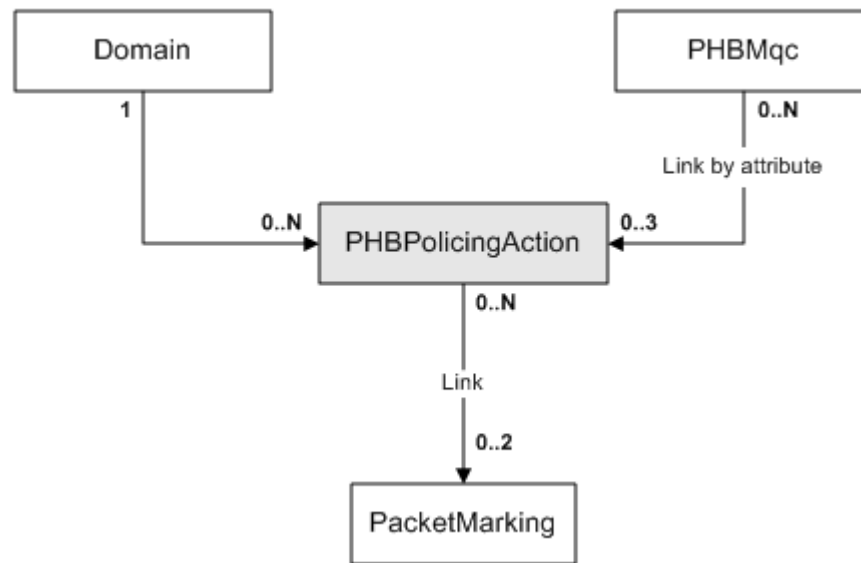 Domain
PHBMqc
1
0..N
Link by attribute
0..N
PHBPolicingAction
0..3
0..N
Link
0..2
PacketMarking